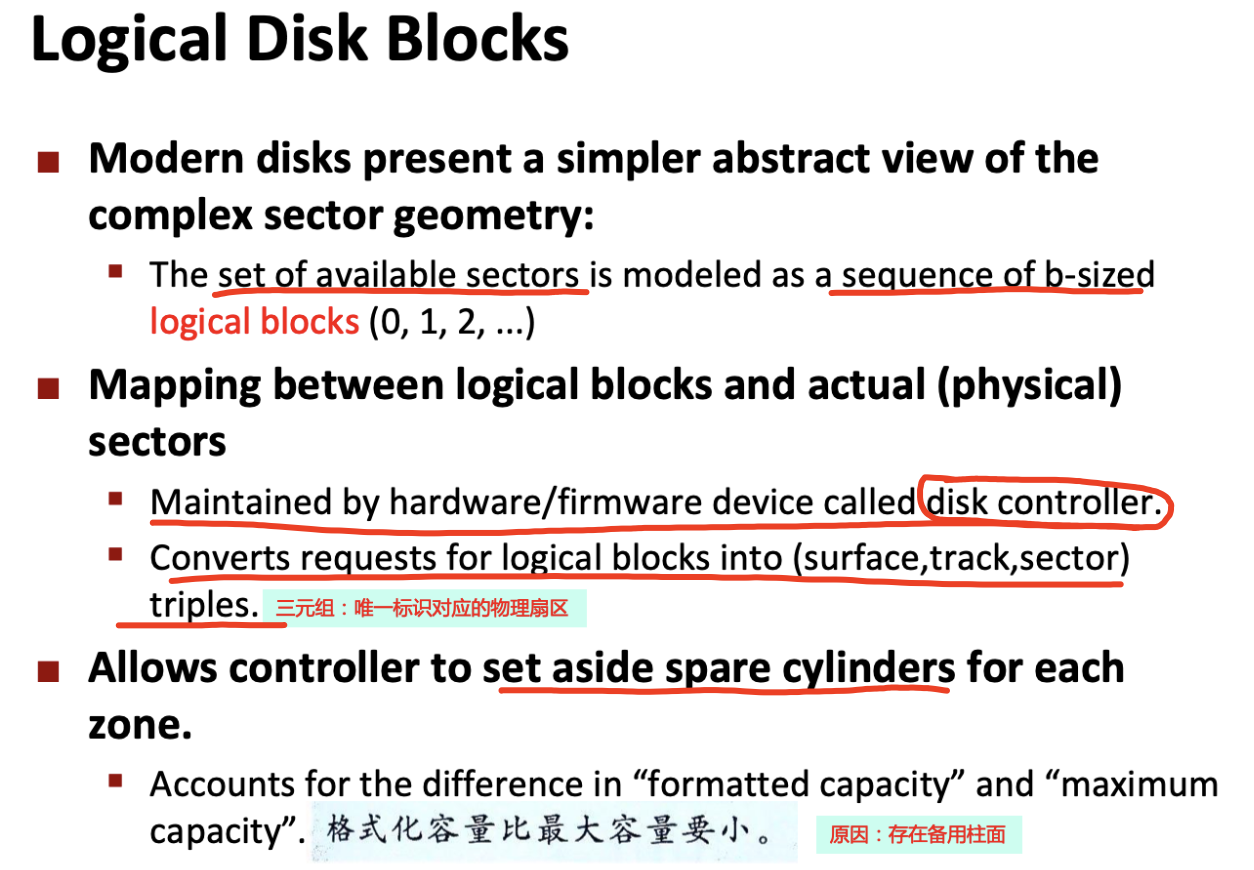 Logical Disk Blocks
Modern disks present a simpler abstract view of the
complex sector geometry:
The set of available sectors is modeled as a sequence of b-sized
logical blocks (0, 1, 2, ...)
Mapping between logical blocks and actual (physical)
sectors
Maintained by hardware/firmware device called disk controller.
Converts requests for logical blocks into (surface,track,sector)
triples. 三元组：唯一标识对应的物理扇区
Allows controller to set aside spare cylinders for each
zone.
Accounts for the difference in “formatted capacity” and “maximum
capacity”. 格式化容量比最大容量要小。 原因：存在备用柱面